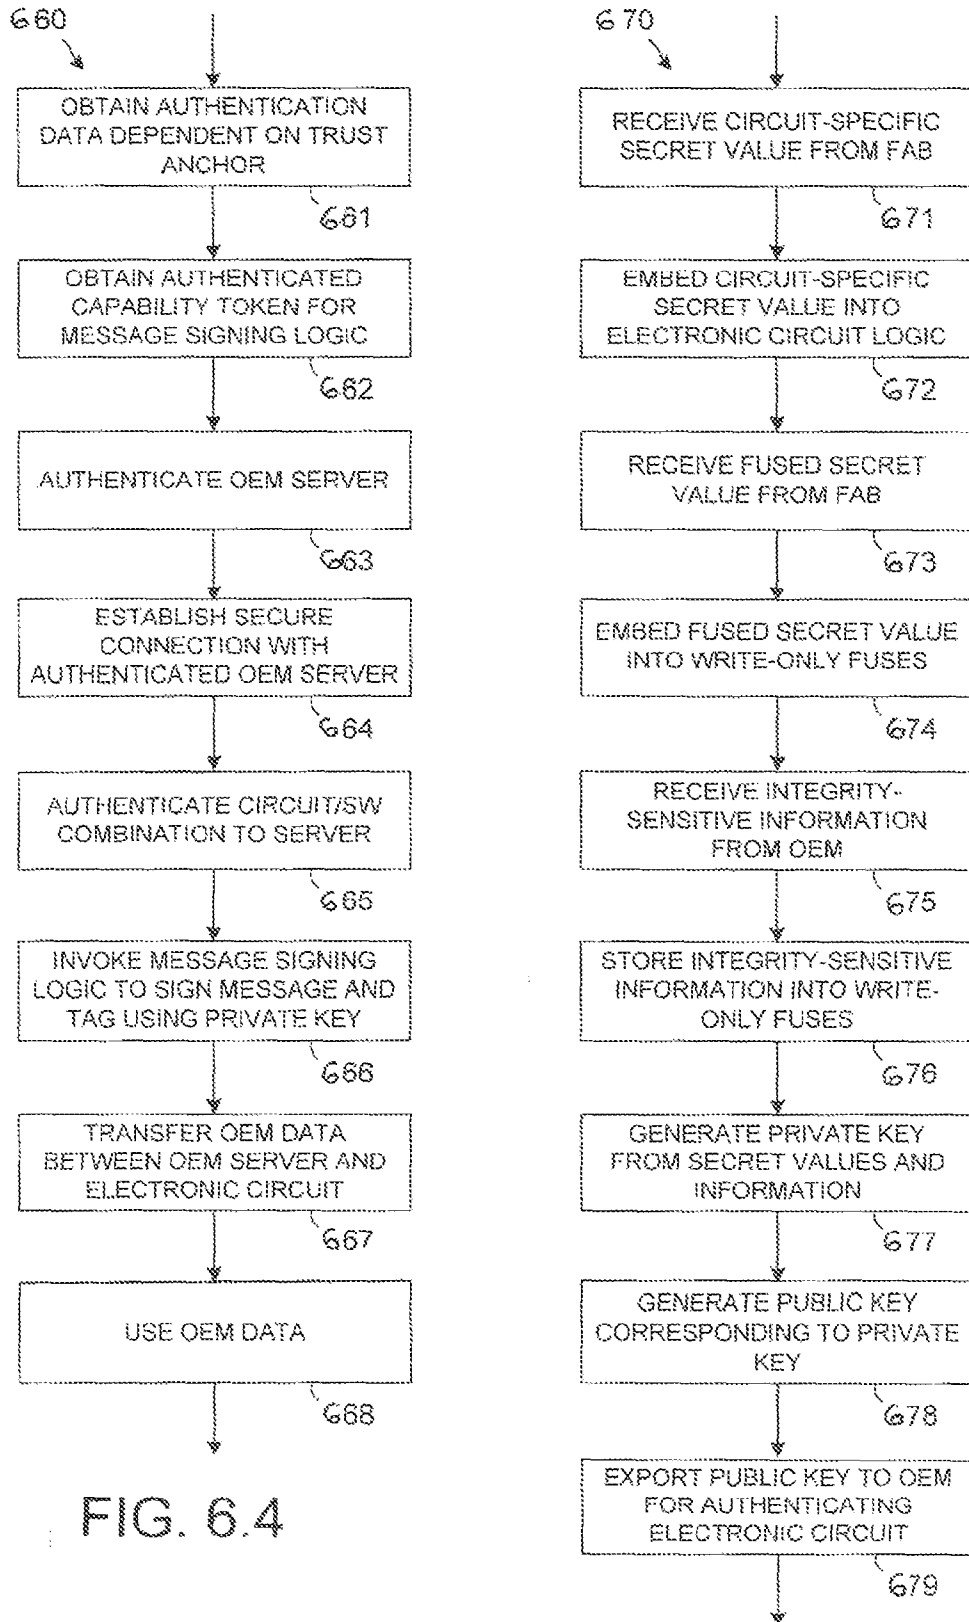 660
OBTAIN AUTHENTICATION
DATA DEPENDENT ON TRUST
ANCHOR
661
OBTAIN AUTHENTICATED
CAPABILITY TOKEN FOR
MESSAGE SIGNING LOGIC
662
AUTHENTICATE OEM SERVER
663
ESTABLISH SECURE
CONNECTION WITH
AUTHENTICATED OEM SERVER
664
AUTHENTICATE CIRCUIT/SW
COMBINATION TO SERVER
665
INVOKE MESSAGE SIGNING
LOGIC TO SIGN MESSAGE AND
TAG USING PRIVATE KEY
666
TRANSFER OEM DATA
BETWEEN OEM SERVER AND
ELECTRONIC CIRCUIT
667
USE OEM DATA
668
FIG. 6.4
670
RECEIVE CIRCUIT-SPECIFIC
SECRET VALUE FROM FAB
671
EMBED CIRCUIT-SPECIFIC
SECRET VALUE INTO
ELECTRONIC CIRCUIT LOGIC
672
RECEIVE FUSED SECRET
VALUE FROM FAB
673
EMBED FUSED SECRET VALUE
INTO WRITE-ONLY FUSES
674
RECEIVE INTEGRITY-
SENSITIVE INFORMATION
FROM OEM
675
STORE INTEGRITY-SENSITIVE
INFORMATION INTO WRITE-
ONLY FUSES
676
GENERATE PRIVATE KEY
FROM SECRET VALUES AND
INFORMATION
677
GENERATE PUBLIC KEY
CORRESPONDING TO PRIVATE
KEY
678
EXPORT PUBLIC KEY TO OEM
FOR AUTHENTICATING
ELECTRONIC CIRCUIT
679